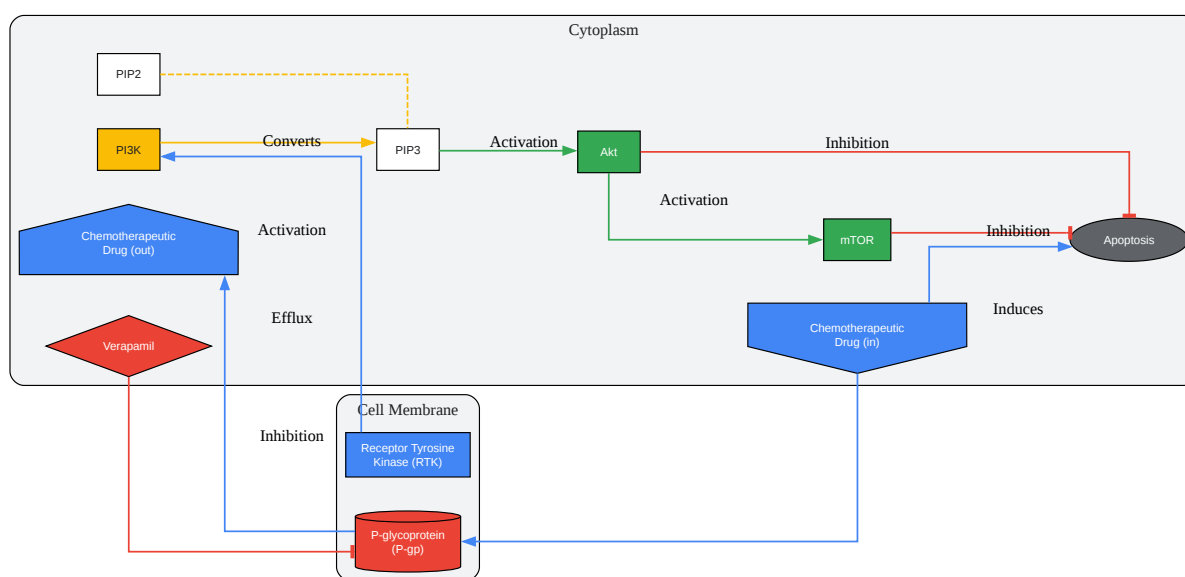 Cytoplasm
PIP2
PI3K
Converts
PIP3
Activation
Akt
Inhibition
Activation
Chemotherapeutic
Drug (out)
Activation
mTOR
Inhibition
Apoptosis
Efflux
Induces
Verapamil
Chemotherapeutic
Drug (in)
Cell Membrane
Inhibition
Receptor Tyrosine
Kinase (RTK)
P-glycoprotein
(P-gp)